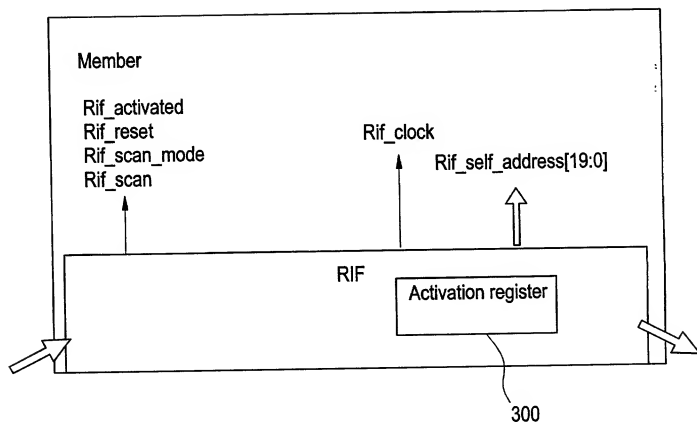 Member
Rif_activated
Rif_reset
Rif_scan_mode
Rif_scan
Rif_clock
Rif_self_address[19:0]
RIF
Activation register
300